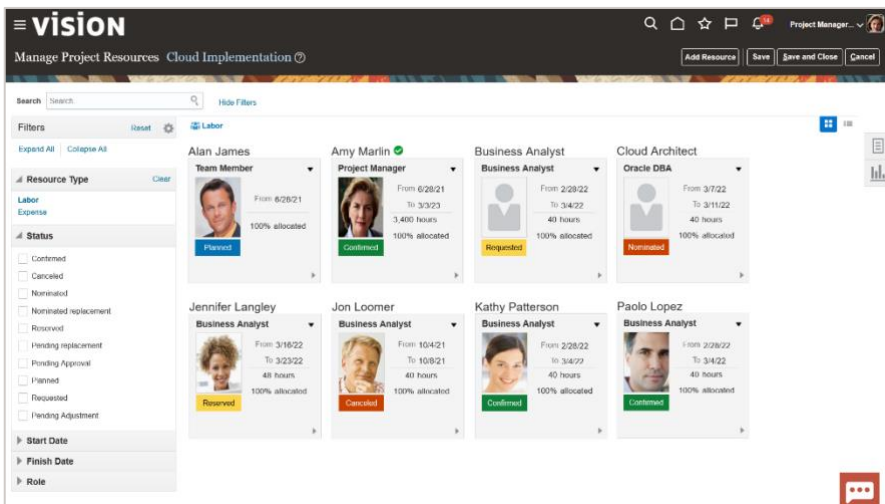 vision
14
Project Manager...
Manage Project Resources Cloud Implementation
Add Resource Save Save and Close Cancel
Search Search Hide Filters
Filters Reset
Expand All Collapse All
Resource Type Clear
Labor
Expense
Status
Confirmed
Canceled
Nominated
Nominated replacement
Reserved
Pending replacement
Pending Approval
Planned
Requested
Pending Adjustment
Start Date
Finish Date
Role
Labor
Alan James
Team Member
From 6/28/21
100% allocated
Planned
Amy Marlin
Project Manager
From 6/28/21
To 3/3/23
3,400 hours
100% allocated
Confirmed
Business Analyst
Business Analyst
From 2/28/22
To 3/4/22
40 hours
100% allocated
Requested
Cloud Architect
Oracle DBA
From 3/7/22
To 3/11/22
40 hours
100% allocated
Nominated
Jennifer Langley
Business Analyst
From 3/16/22
To 3/23/22
48 hours
100% allocated
Reserved
Jon Loomer
Business Analyst
From 10/4/21
To 10/8/21
40 hours
100% allocated
Canceled
Kathy Patterson
Business Analyst
From 2/28/22
To 3/4/22
40 hours
100% allocated
Confirmed
Paolo Lopez
Business Analyst
From 2/28/22
To 3/4/22
40 hours
100% allocated
Confirmed